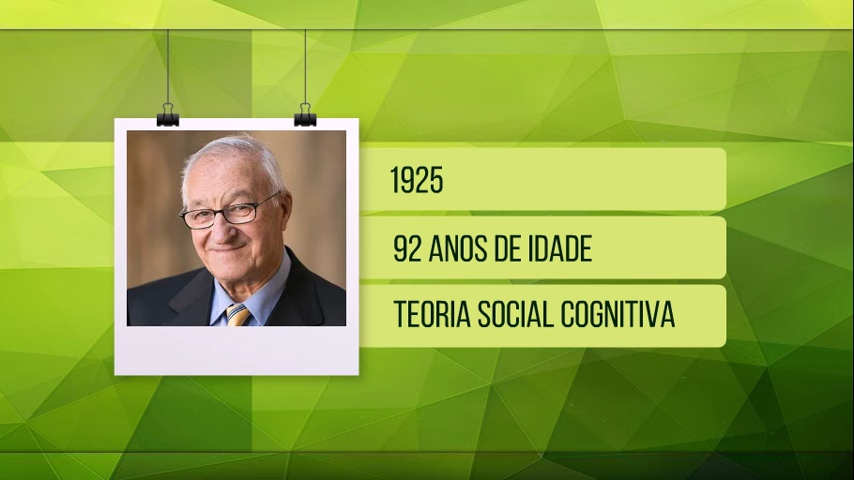 1925
92 ANOS DE IDADE
TEORIA SOCIAL COGNITIVA